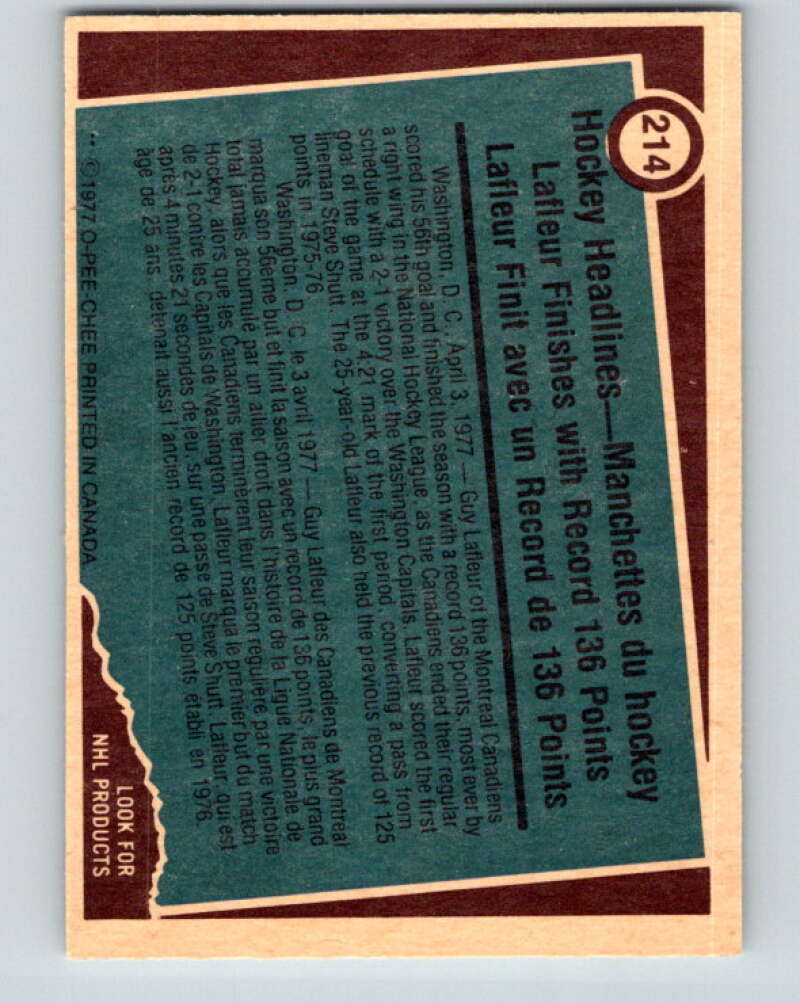 214
Hockey Headlines—Manchettes du hockey
Lafleur Finishes with Record 136 Points
Lafleur Finit avec un Record de 136 Points
Washington, D. C., April 3, 1977 — Guy Lafleur of the Montreal Canadiens
scored his 56th goal and finished the season with a record 136 points, most ever by
a right wing in the National Hockey League, as the Canadiens ended their regular
schedule with a 2-1 victory over the Washington Capitals. Lafleur scored the first
goal of the game at the 4:21 mark of the first period, converting a pass from
lineman Steve Shutt. The 25-year-old Lafleur also held the previous record of 125
points in 1975-76.
Washington, D. C. le 3 avril 1977 — Guy Lafleur des Canadiens de Montreal
marqua son 56eme but et finit la saison avec un record de 136 points, le plus grand
total jamais accumulé par un ailier droit dans l'histoire de la Ligue Nationale de
Hockey, alors que les Canadiens terminèrent leur saison regulière par une victoire
de 2-1 contre les Capitals de Washington. Lafleur marqua le premier but du match
après 4 minutes 21 secondes de jeu, sur une passe de Steve Shutt. Lafleur, qui est
âge de 25 ans, detenait aussi l'ancien record de 125 points établi en 1976.
** ©1977 O-PEE-CHEE PRINTED IN CANADA
LOOK FOR
NHL PRODUCTS